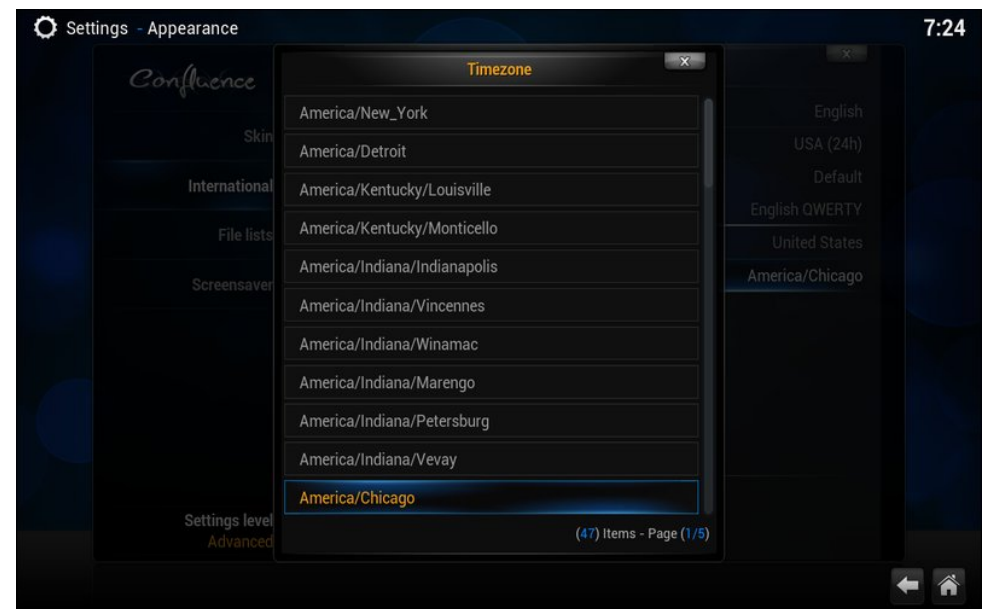 Settings - Appearance
7:24
Confluence
Timezone
x
x
Skin
International
File lists
Screensaver
Settings level
Advanced
America/New_York
America/Detroit
America/Kentucky/Louisville
America/Kentucky/Monticello
America/Indiana/Indianapolis
America/Indiana/Vincennes
America/Indiana/Winamac
America/Indiana/Marengo
America/Indiana/Petersburg
America/Indiana/Vevay
America/Chicago
(47) Items - Page (1/5)
English
USA (24h)
Default
English QWERTY
United States
America/Chicago